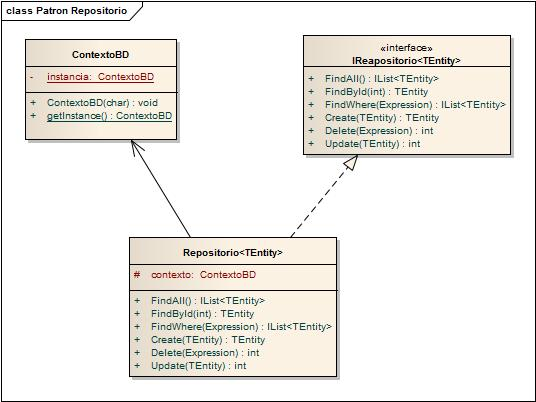 class Patron Repositorio
ContextoBD
- instancia: ContextoBD
+ ContextoBD(char) : void
+ getInstance() : ContextoBD
«interface»
IReapositorio<TEntity>
+ FindAll() : IList<TEntity>
+ FindById(int) : TEntity
+ FindWhere(Expression) : IList<TEntity>
+ Create(TEntity) : TEntity
+ Delete(Expression) : int
+ Update(TEntity) : int
Repositorio<TEntity>
# contexto: ContextoBD
+ FindAll() : IList<TEntity>
+ FindById(int) : TEntity
+ FindWhere(Expression) : IList<TEntity>
+ Create(TEntity) : TEntity
+ Delete(Expression) : int
+ Update(TEntity) : int